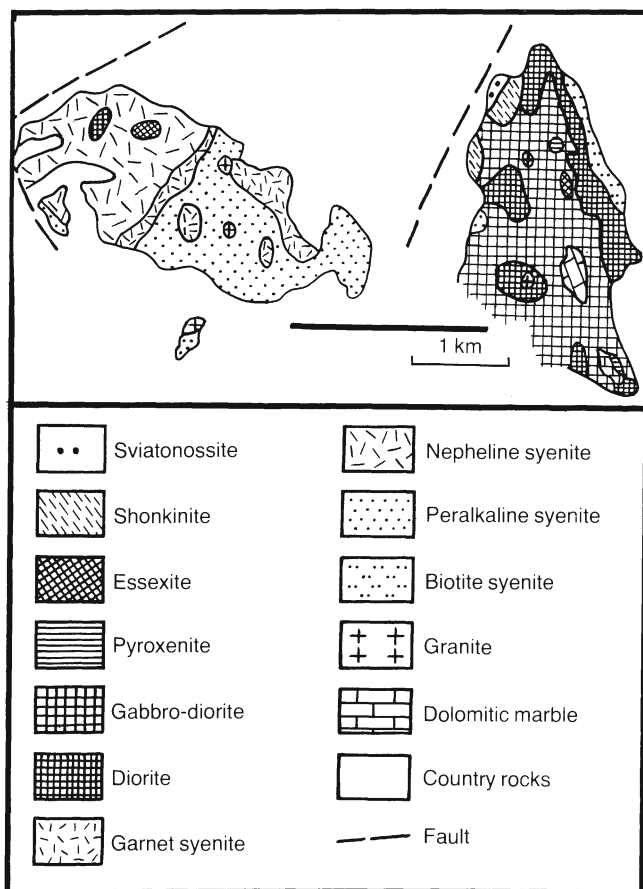 1 km
Sviatonossite
Shonkinite
Essexite
Pyroxenite
Gabbro-diorite
Diorite
Garnet syenite
Nepheline syenite
Peralkaline syenite
Biotite syenite
Granite
Dolomitic marble
Country rocks
Fault